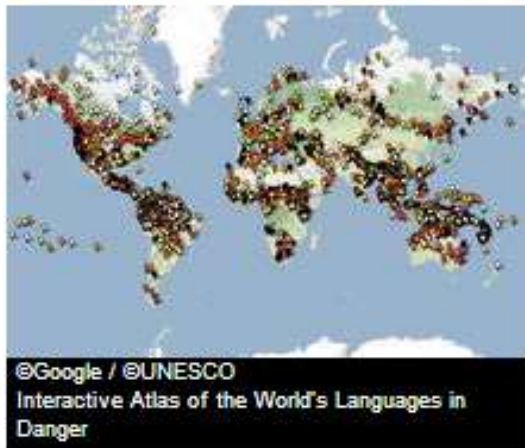 ©Google / ©UNESCO
Interactive Atlas of the World's Languages in
Danger